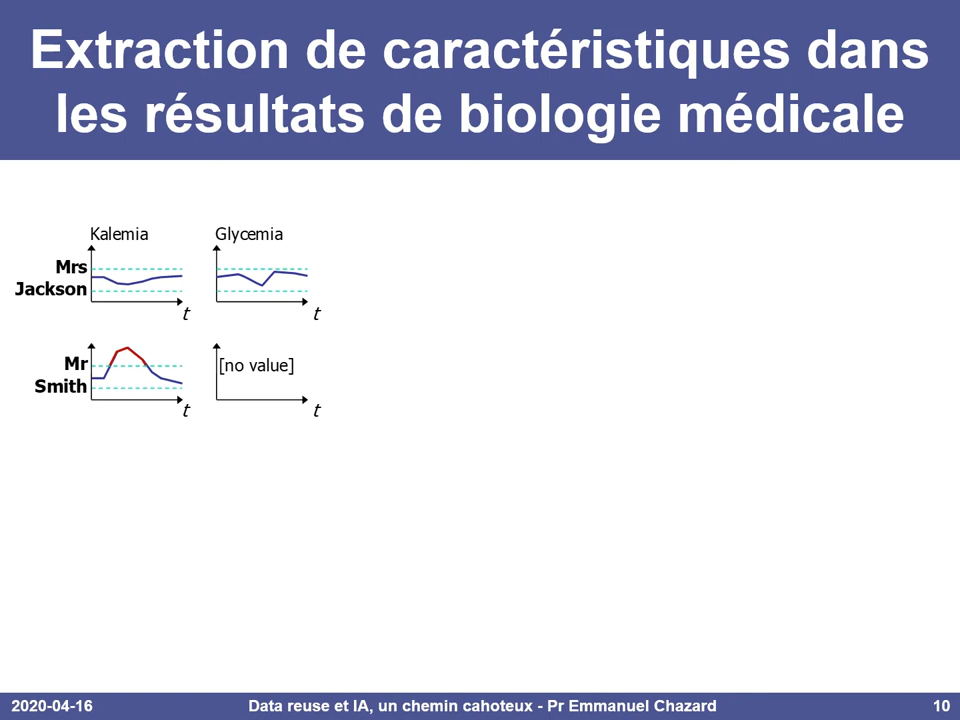 Extraction de caractéristiques dans
les résultats de biologie médicale
Kalemia
Glycemia
Mrs
Jackson
t
t
Mr
Smith
[no value]
t
t
2020-04-16
Data reuse et IA, un chemin cahoteux - Pr Emmanuel Chazard
10